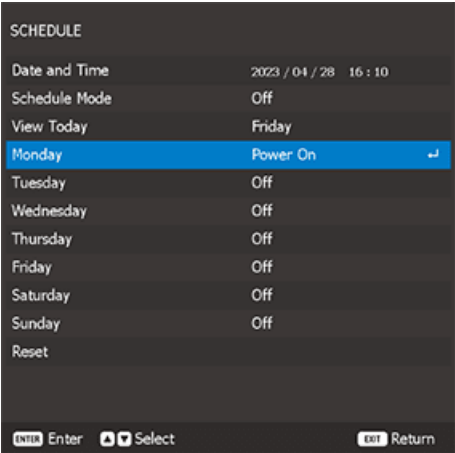 SCHEDULE
Date and Time 2023 / 04 / 28 16 : 10
Schedule Mode Off
View Today Friday
Monday Power On ↵
Tuesday Off
Wednesday Off
Thursday Off
Friday Off
Saturday Off
Sunday Off
Reset
ENTER Enter ▲▼ Select EXIT Return